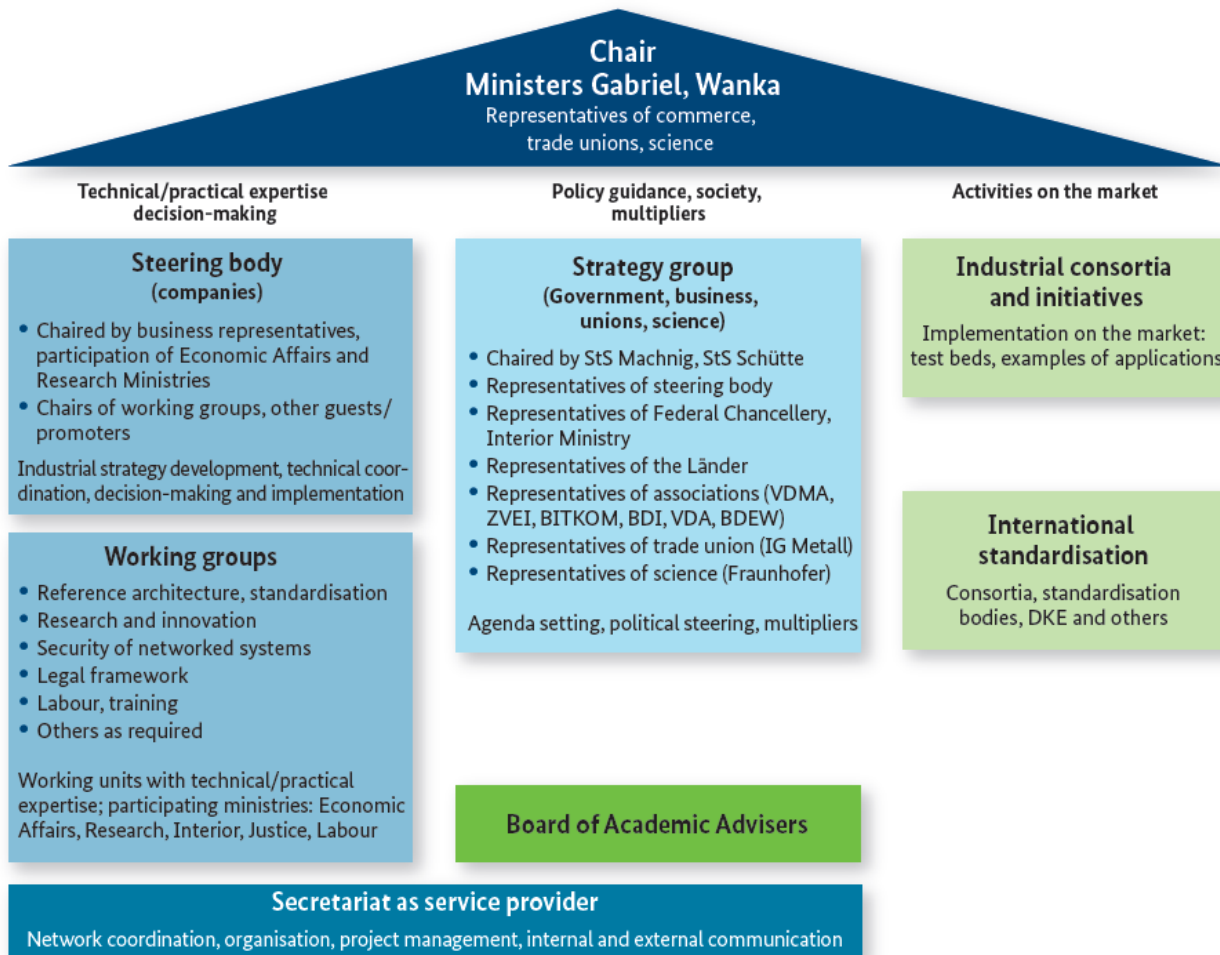 Chair
Ministers Gabriel, Wanka
Representatives of commerce,
trade unions, science
Technical/practical expertise
decision-making
Steering body
(companies)
• Chaired by business representatives,
participation of Economic Affairs and
Research Ministries
• Chairs of working groups, other guests/
promoters
Industrial strategy development, technical coor-
dination, decision-making and implementation
Working groups
• Reference architecture, standardisation
• Research and innovation
• Security of networked systems
• Legal framework
• Labour, training
• Others as required
Working units with technical/practical
expertise; participating ministries: Economic
Affairs, Research, Interior, Justice, Labour
Policy guidance, society,
multipliers
Strategy group
(Government, business,
unions, science)
• Chaired by StS Machnig, StS Schütte
• Representatives of steering body
• Representatives of Federal Chancellery,
Interior Ministry
• Representatives of the Länder
• Representatives of associations (VDMA,
ZVEI, BITKOM, BDI, VDA, BDEW)
• Representatives of trade union (IG Metall)
• Representatives of science (Fraunhofer)
Agenda setting, political steering, multipliers
Board of Academic Advisers
Activities on the market
Industrial consortia
and initiatives
Implementation on the market:
test beds, examples of applications
International
standardisation
Consortia, standardisation
bodies, DKE and others
Secretariat as service provider
Network coordination, organisation, project management, internal and external communication